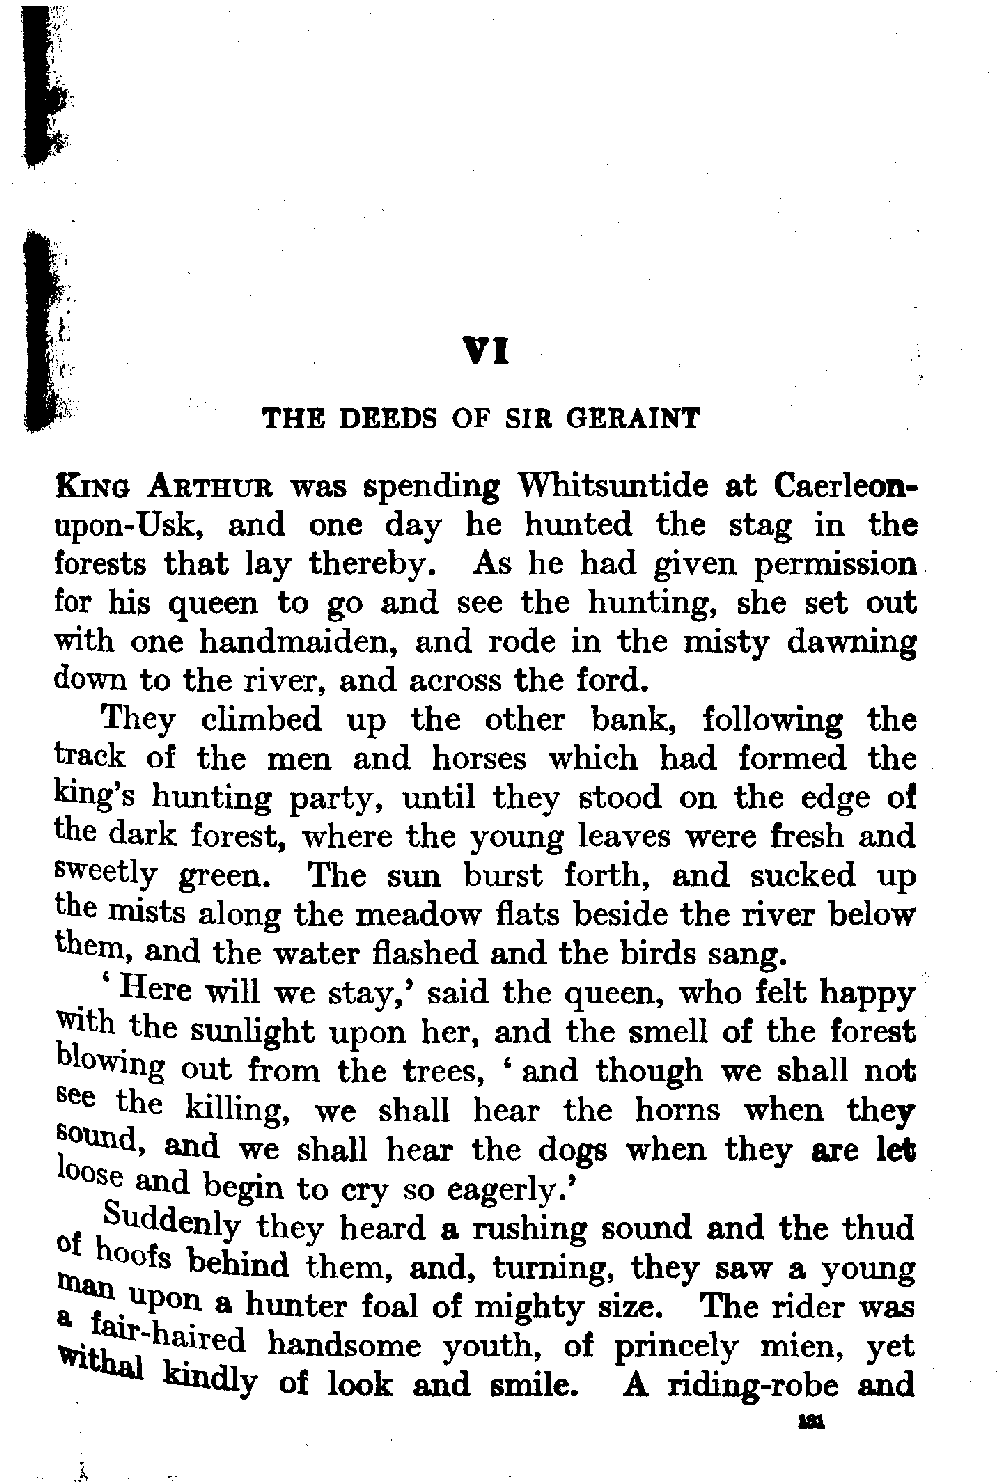 VI
THE DEEDS OF SIR GERAINT
KING ARTHUR was spending Whitsuntide at Caerleon-
upon-Usk, and one day he hunted the stag in the
forests that lay thereby. As he had given permission
for his queen to go and see the hunting, she set out
with one handmaiden, and rode in the misty dawning
down to the river, and across the ford.
They climbed up the other bank, following the
track of the men and horses which had formed the
king's hunting party, until they stood on the edge of
the dark forest, where the young leaves were fresh and
sweetly green. The sun burst forth, and sucked up
the mists along the meadow flats beside the river below
them, and the water flashed and the birds sang.
‘ Here will we stay,’ said the queen, who felt happy
with the sunlight upon her, and the smell of the forest
blowing out from the trees, ‘ and though we shall not
see the killing, we shall hear the horns when they
sound, and we shall hear the dogs when they are let
loose and begin to cry so eagerly.’
Suddenly they heard a rushing sound and the thud
of hoofs behind them, and, turning, they saw a young
man upon a hunter foal of mighty size. The rider was
a fair-haired handsome youth, of princely mien, yet
withal kindly of look and smile. A riding-robe and
131